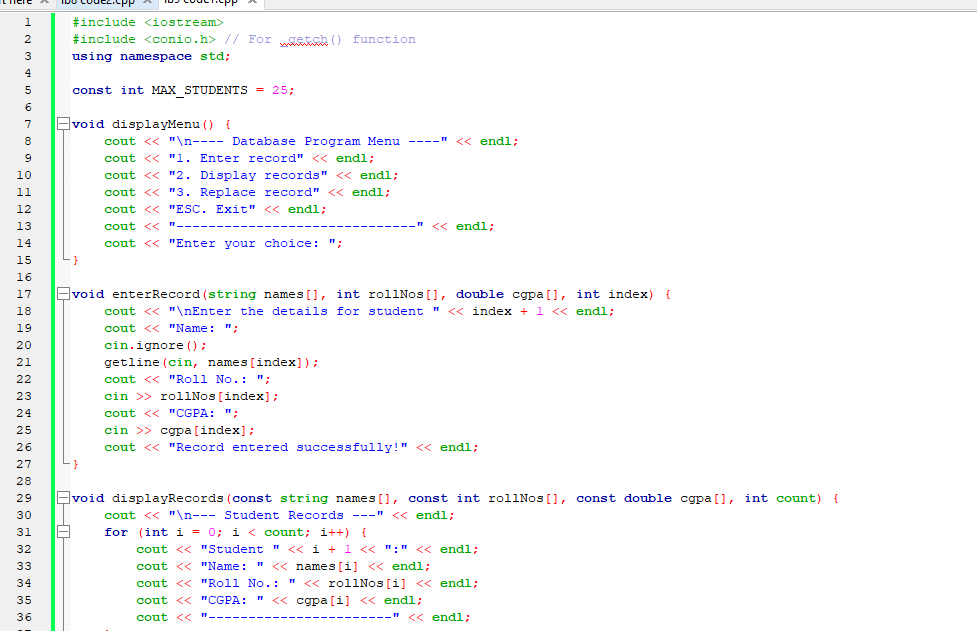 lb8 code2.cpp
lb9 code1.cpp
1 #include <iostream>
2 #include <conio.h> // For _getch() function
3 using namespace std;
4
5 const int MAX_STUDENTS = 25;
6
7 void displayMenu() {
8 cout << "\n---- Database Program Menu ----" << endl;
9 cout << "1. Enter record" << endl;
10 cout << "2. Display records" << endl;
11 cout << "3. Replace record" << endl;
12 cout << "ESC. Exit" << endl;
13 cout << "------------------------------" << endl;
14 cout << "Enter your choice: ";
15 }
16
17 void enterRecord(string names[], int rollNos[], double cgpa[], int index) {
18 cout << "\nEnter the details for student " << index + 1 << endl;
19 cout << "Name: ";
20 cin.ignore();
21 getline(cin, names[index]);
22 cout << "Roll No.: ";
23 cin >> rollNos[index];
24 cout << "CGPA: ";
25 cin >> cgpa[index];
26 cout << "Record entered successfully!" << endl;
27 }
28
29 void displayRecords(const string names[], const int rollNos[], const double cgpa[], int count) {
30 cout << "\n--- Student Records ---" << endl;
31 for (int i = 0; i < count; i++) {
32 cout << "Student " << i + 1 << ":" << endl;
33 cout << "Name: " << names[i] << endl;
34 cout << "Roll No.: " << rollNos[i] << endl;
35 cout << "CGPA: " << cgpa[i] << endl;
36 cout << "-----------------------" << endl;